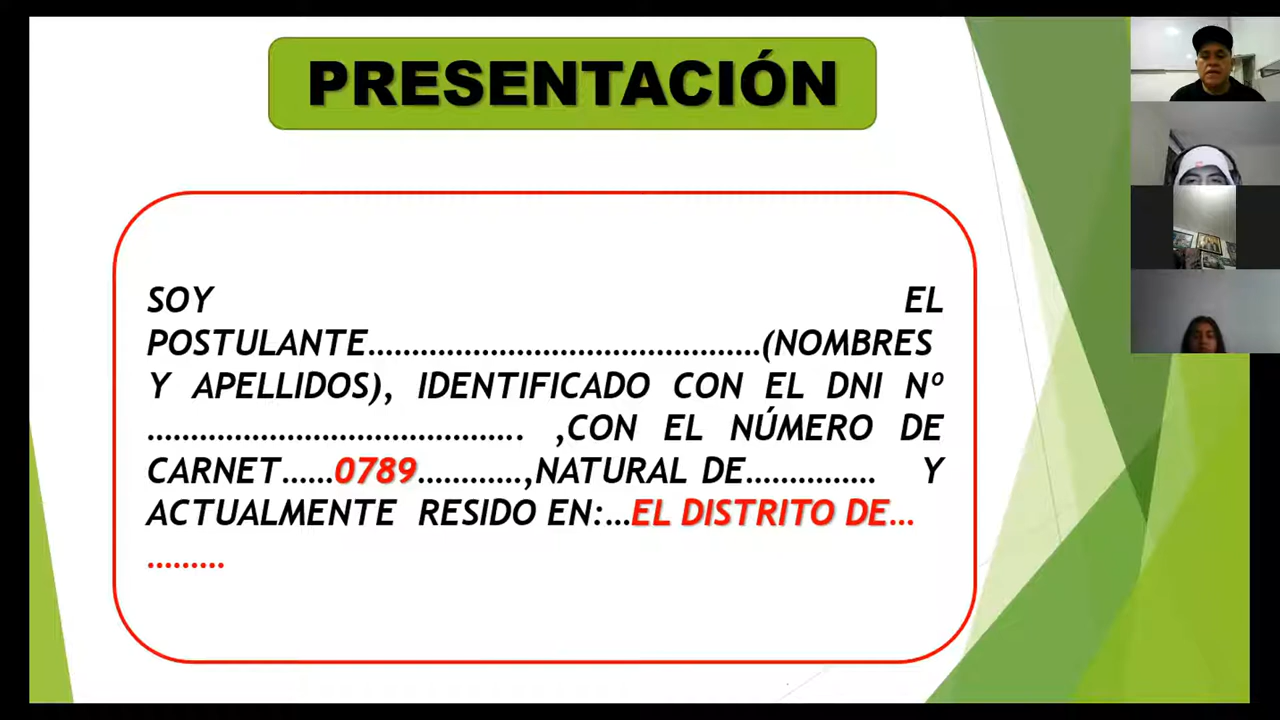 PRESENTACIÓN
SOY EL
POSTULANTE............................................(NOMBRES
Y APELLIDOS), IDENTIFICADO CON EL DNI Nº
.......................................... ,CON EL NÚMERO DE
CARNET......0789............,NATURAL DE............... Y
ACTUALMENTE RESIDO EN:...EL DISTRITO DE...
.........